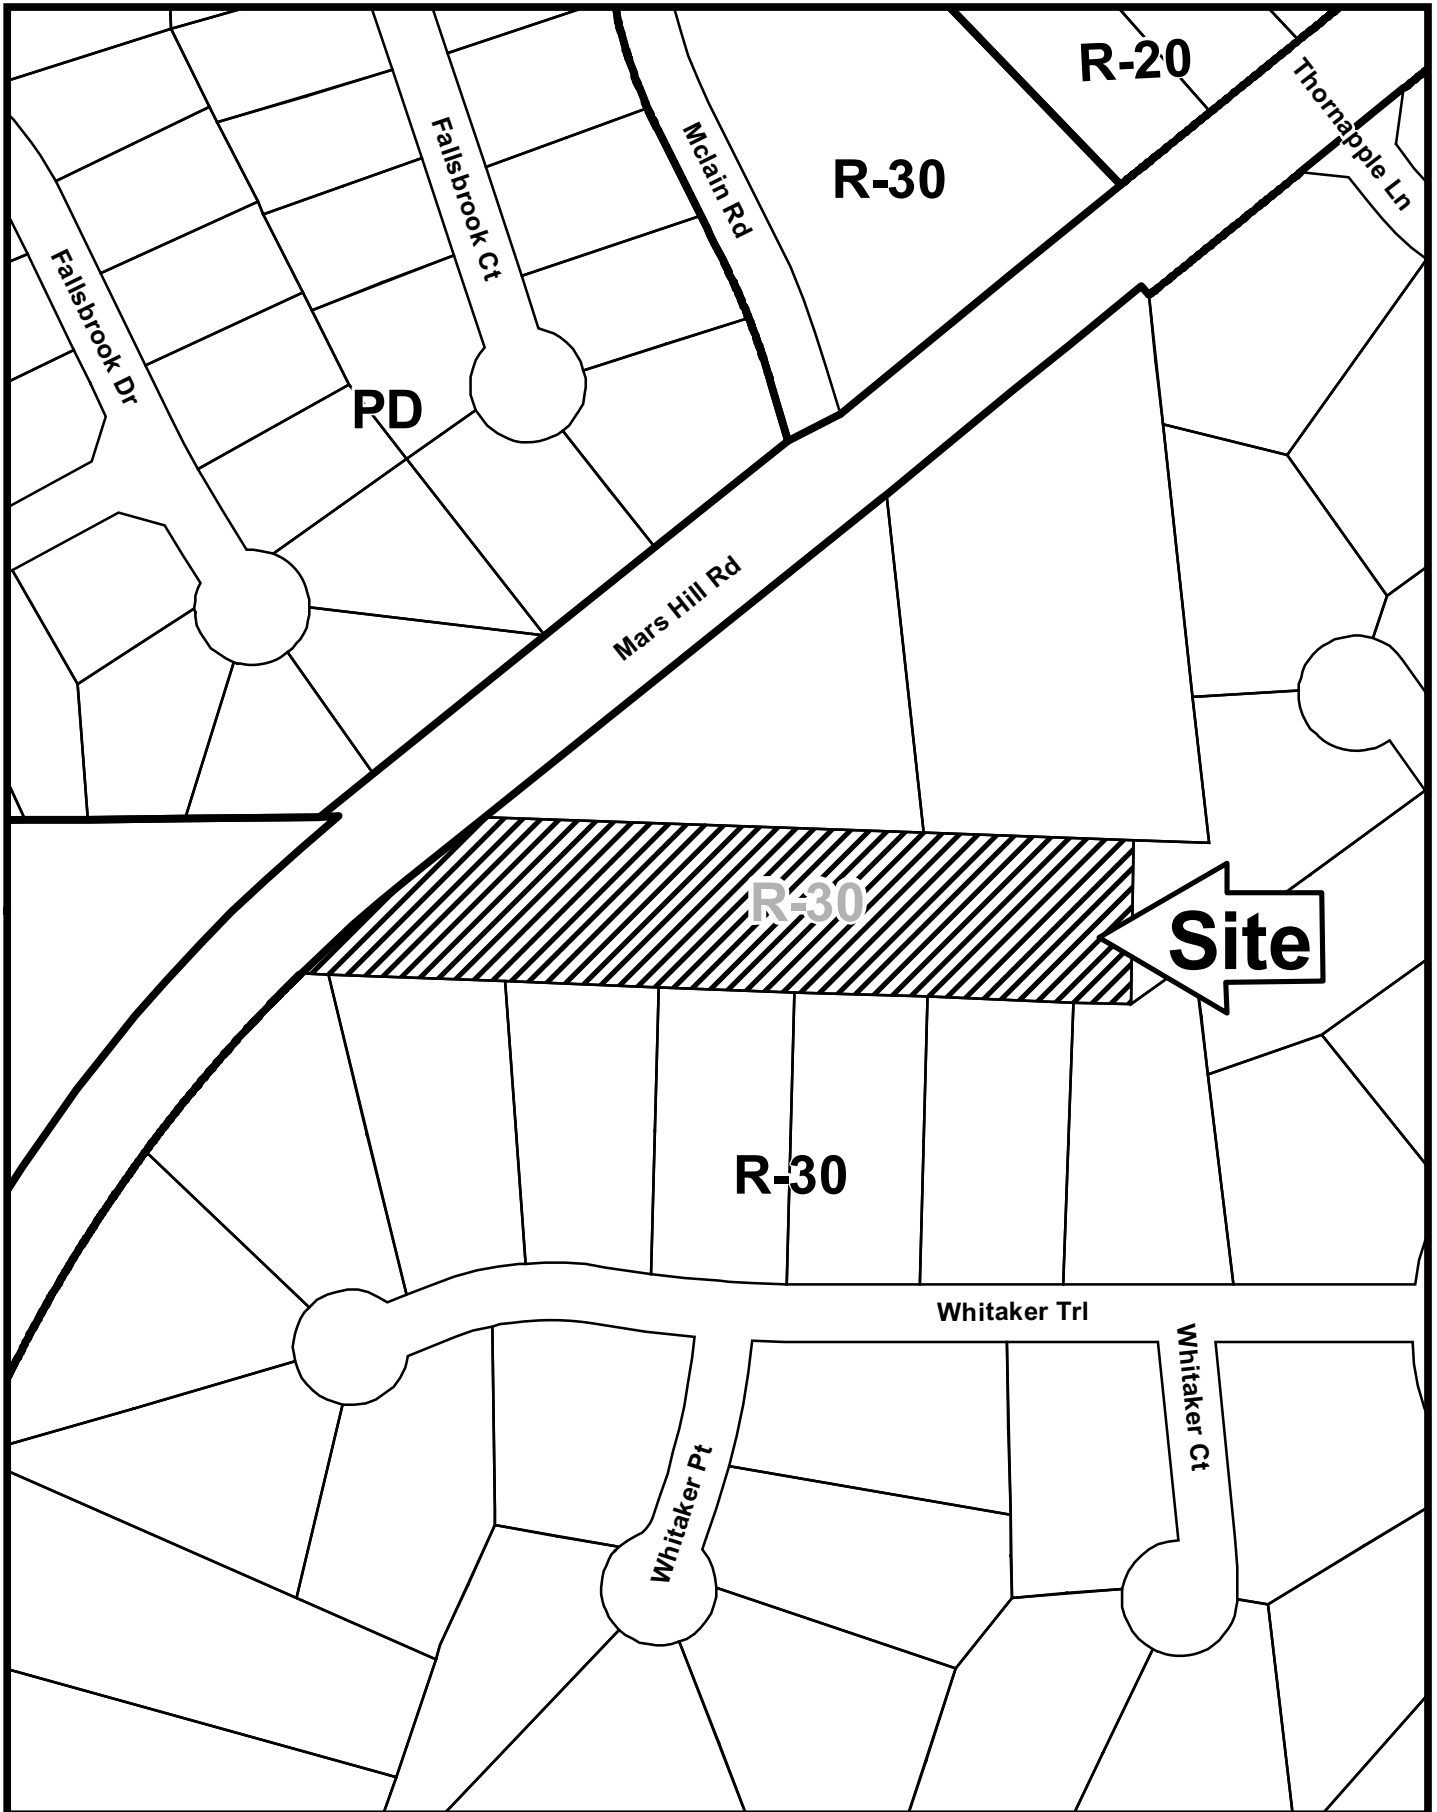 R-20
Thornapple Ln
Mclain Rd
R-30
Fallsbrook Ct
Fallsbrook Dr
PD
Mars Hill Rd
R-30
Site
R-30
Whitaker Trl
Whitaker Ct
Whitaker Pt